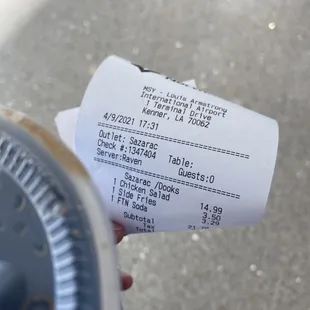 MSY - Louis Armstrong
International Airport
1 Terminal Drive
Kenner, LA 70062
4/9/2021 17:31
Outlet: Sazarac
Check #:1347404 Table:
Server:Raven Guests:0
Sazarac /Dooks
1 Chicken Salad 14.99
1 Side Fries 3.50
1 FTN Soda 3.29
Subtotal
Tax
Total